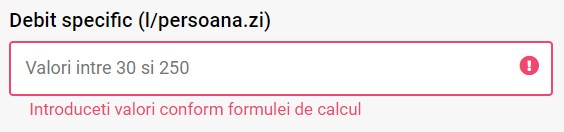 Debit specific (l/persoana.zi)
Valori intre 30 si 250
Introduceti valori conform formulei de calcul